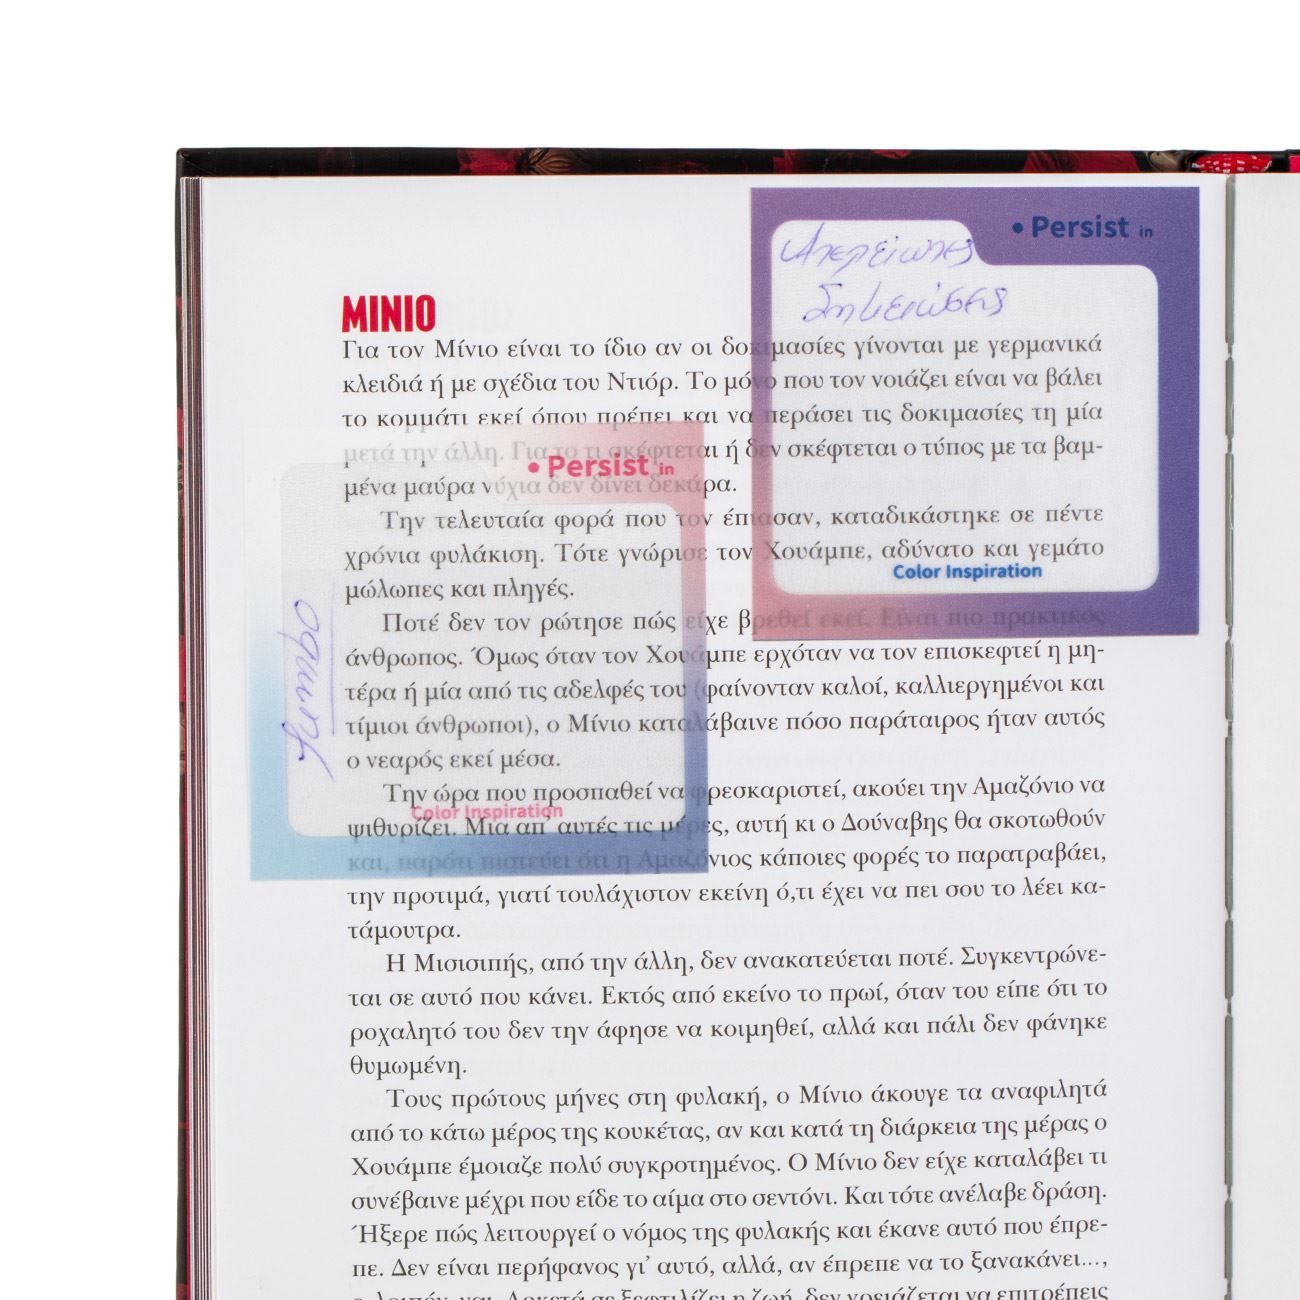 • Persist in
Απεριόριστες
Σημειώσεις
ΜΙΝΙΟ
Για τον Μίνιο είναι το ίδιο αν οι δοκιμασίες γίνονται με γερμανικά
κλειδιά ή με σχέδια του Ντιόρ. Το μόνο που τον νοιάζει είναι να βάλει
το κομμάτι εκεί όπου πρέπει και να περάσει τις δοκιμασίες τη μία
μετά την άλλη. Για το τι σκέφτεται ή δεν σκέφτεται ο τύπος με τα βαμ-
μένα μαύρα νύχια δεν δίνει δεκάρα.
Την τελευταία φορά που τον έπιασαν, καταδικάστηκε σε πέντε
χρόνια φυλάκιση. Τότε γνώρισε τον Χουάμπε, αδύνατο και γεμάτο
μώλωπες και πληγές.
Color Inspiration
Ποτέ δεν τον ρώτησε πώς είχε βρεθεί εκεί. Είναι πιο πρακτικός
άνθρωπος. Όμως όταν τον Χουάμπε ερχόταν να τον επισκεφτεί η μη-
τέρα ή μία από τις αδελφές του (φαίνονταν καλοί, καλλιεργημένοι και
τίμιοι άνθρωποι), ο Μίνιο καταλάβαινε πόσο παράταιρος ήταν αυτός
ο νεαρός εκεί μέσα.
Την ώρα που προσπαθεί να φρεσκαριστεί, ακούει την Αμαζόνιο να
ψιθυρίζει. Μια απ’ αυτές τις μέρες, αυτή κι ο Δούναβης θα σκοτωθούν
και, παρότι πιστεύει ότι η Αμαζόνιος κάποιες φορές το παρατραβάει,
την προτιμά, γιατί τουλάχιστον εκείνη ό,τι έχει να πει σου το λέει κα-
τάμουτρα.
Η Μισισιπής, από την άλλη, δεν ανακατεύεται ποτέ. Συγκεντρώνε-
ται σε αυτό που κάνει. Εκτός από εκείνο το πρωί, όταν του είπε ότι το
ροχαλητό του δεν την άφησε να κοιμηθεί, αλλά και πάλι δεν φάνηκε
θυμωμένη.
Τους πρώτους μήνες στη φυλακή, ο Μίνιο άκουγε τα αναφιλητά
από το κάτω μέρος της κουκέτας, αν και κατά τη διάρκεια της μέρας ο
Χουάμπε έμοιαζε πολύ συγκροτημένος. Ο Μίνιο δεν είχε καταλάβει τι
συνέβαινε μέχρι που είδε το αίμα στο σεντόνι. Και τότε ανέλαβε δράση.
Ήξερε πώς λειτουργεί ο νόμος της φυλακής και έκανε αυτό που έπρε-
πε. Δεν είναι περήφανος γι’ αυτό, αλλά, αν έπρεπε να το ξανακάνει...,
• Persist in
Color Inspiration